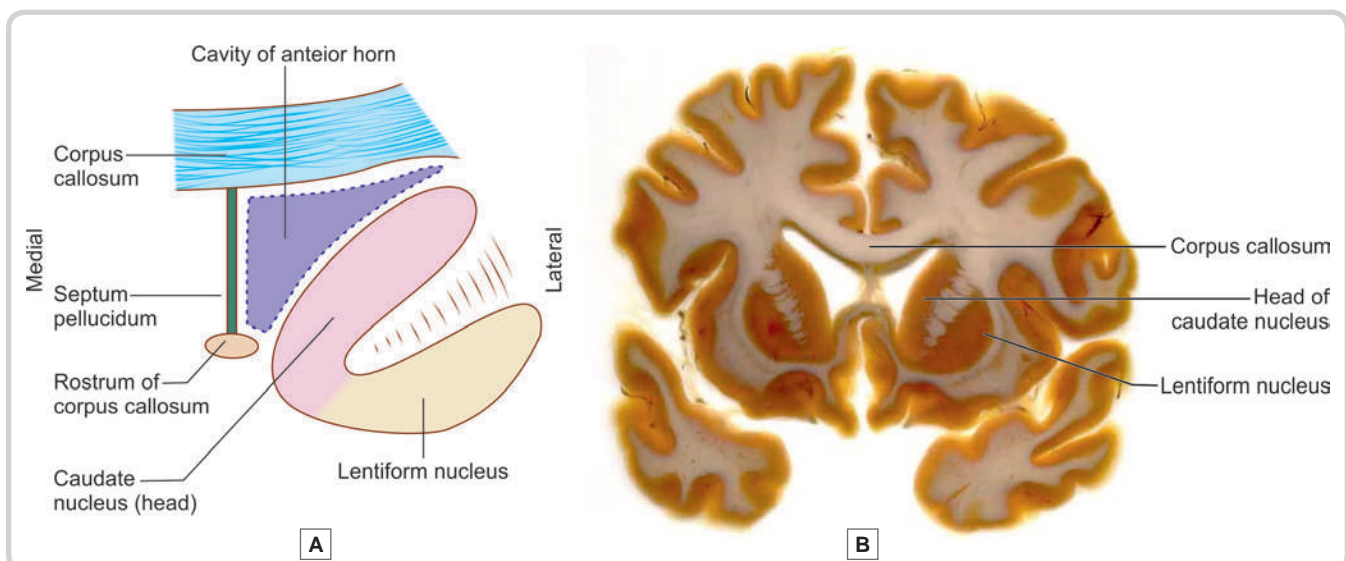 Cavity of anteior horn
Corpus
callosum
Medial
Lateral
Septum
pellucidum
Rostrum of
corpus callosum
Caudate
nucleus (head)
Lentiform nucleus
A
Corpus callosum
Head of
caudate nucleus
Lentiform nucleus
B